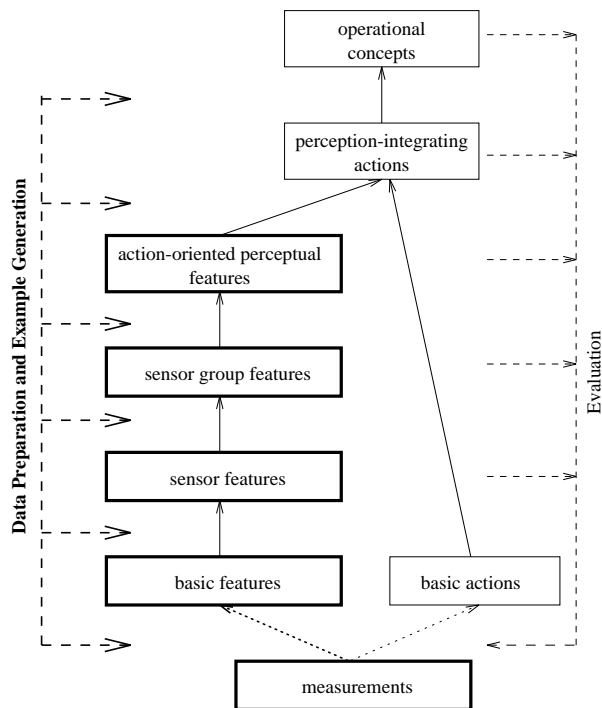 operational
concepts
perception-integrating
actions
action-oriented perceptual
features
sensor group features
sensor features
basic features
basic actions
measurements
Data Preparation and Example Generation
Evaluation